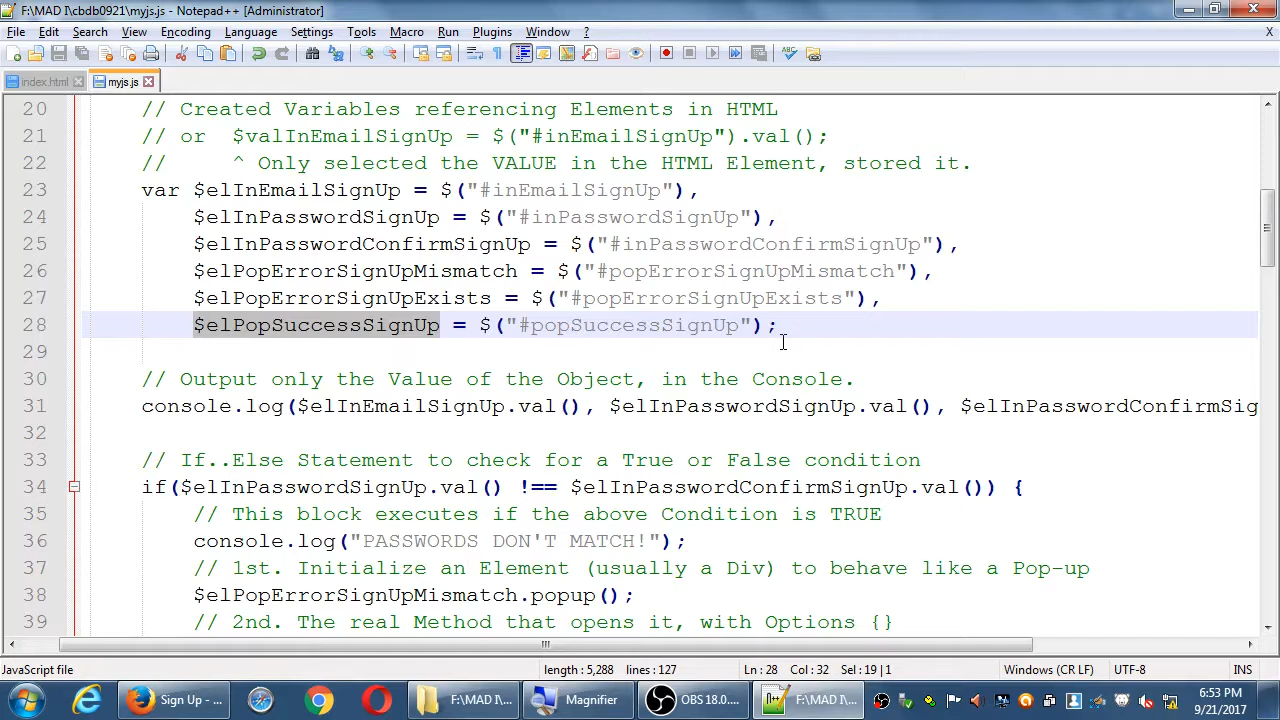 F:\MAD I\cbdb0921\myjs.js - Notepad++ [Administrator]
File Edit Search View Encoding Language Settings Tools Macro Run Plugins Window ? X
index.html myjs.js
20 // Created Variables referencing Elements in HTML
21 // or $valInEmailSignUp = $("#inEmailSignUp").val();
22 // ^ Only selected the VALUE in the HTML Element, stored it.
23 var $elInEmailSignUp = $("#inEmailSignUp"),
24 $elInPasswordSignUp = $("#inPasswordSignUp"),
25 $elInPasswordConfirmSignUp = $("#inPasswordConfirmSignUp"),
26 $elPopErrorSignUpMismatch = $("#popErrorSignUpMismatch"),
27 $elPopErrorSignUpExists = $("#popErrorSignUpExists"),
28 $elPopSuccessSignUp = $("#popSuccessSignUp");
29
30 // Output only the Value of the Object, in the Console.
31 console.log($elInEmailSignUp.val(), $elInPasswordSignUp.val(), $elInPasswordConfirmSig
32
33 // If..Else Statement to check for a True or False condition
34 if($elInPasswordSignUp.val() !== $elInPasswordConfirmSignUp.val()) {
35 // This block executes if the above Condition is TRUE
36 console.log("PASSWORDS DON'T MATCH!");
37 // 1st. Initialize an Element (usually a Div) to behave like a Pop-up
38 $elPopErrorSignUpMismatch.popup();
39 // 2nd. The real Method that opens it, with Options {}
JavaScript file length : 5,288 lines : 127 Ln : 28 Col : 32 Sel : 19 | 1 Windows (CR LF) UTF-8 INS
Sign Up - ... F:\MAD I\... Magnifier OBS 18.0.... F:\MAD I\... 6:53 PM
9/21/2017